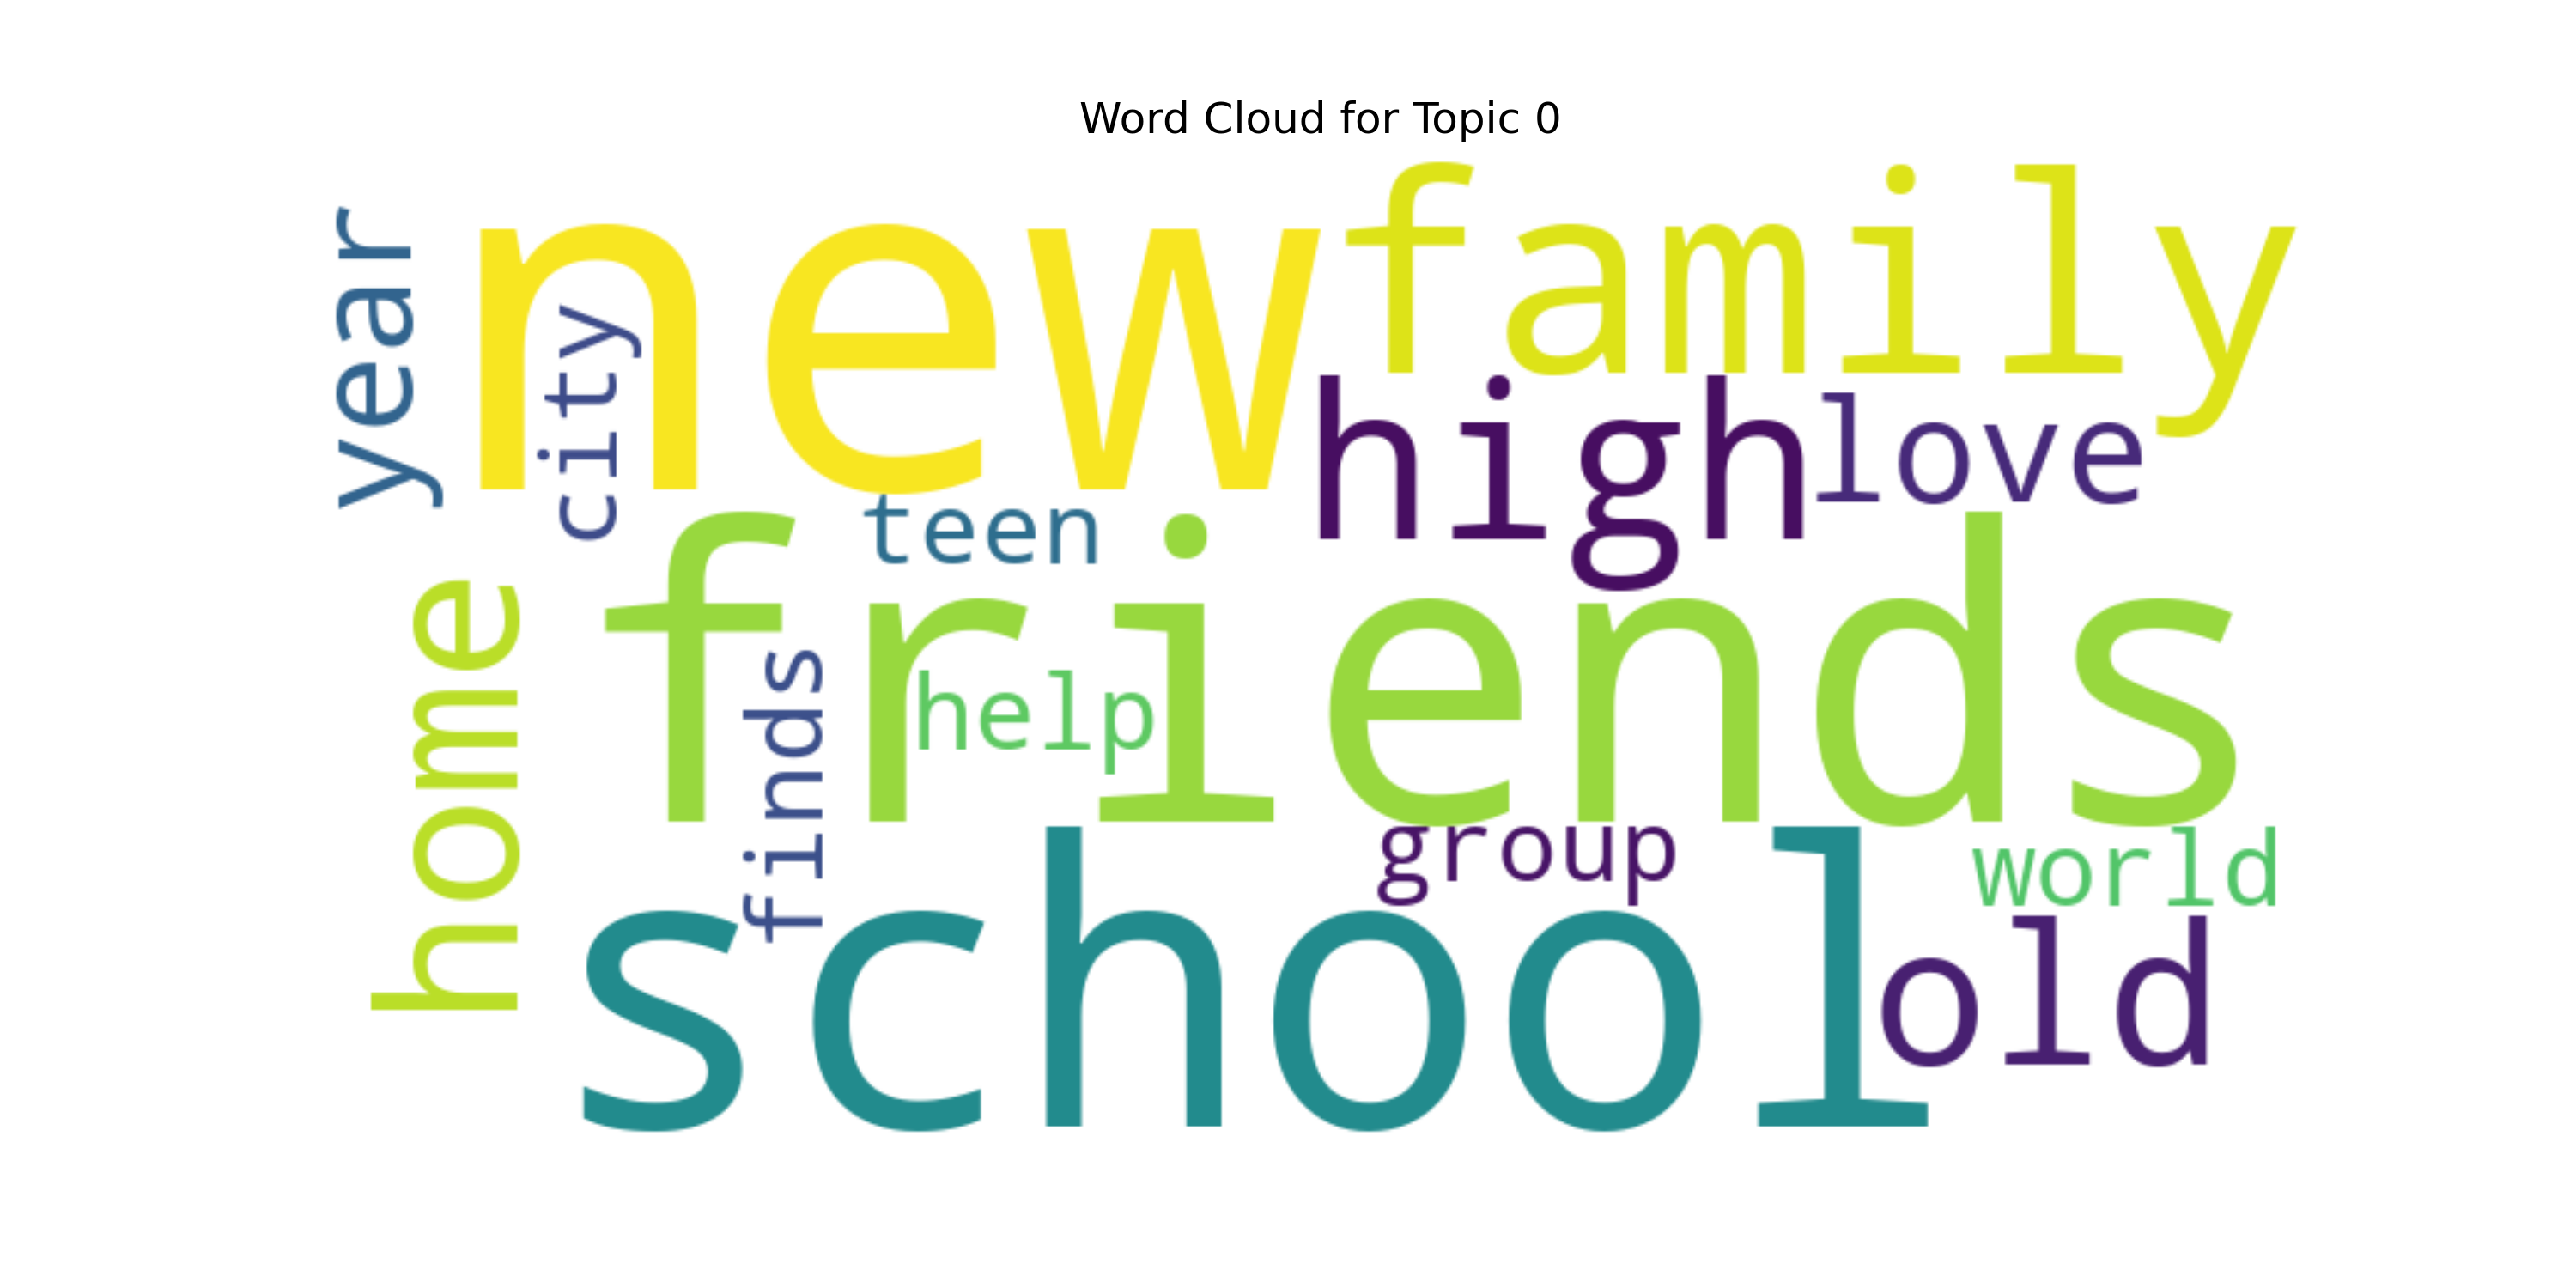 Word Cloud for Topic 0
new
family
year
city
high
love
teen
friends
home
help
finds
group
world
school
old